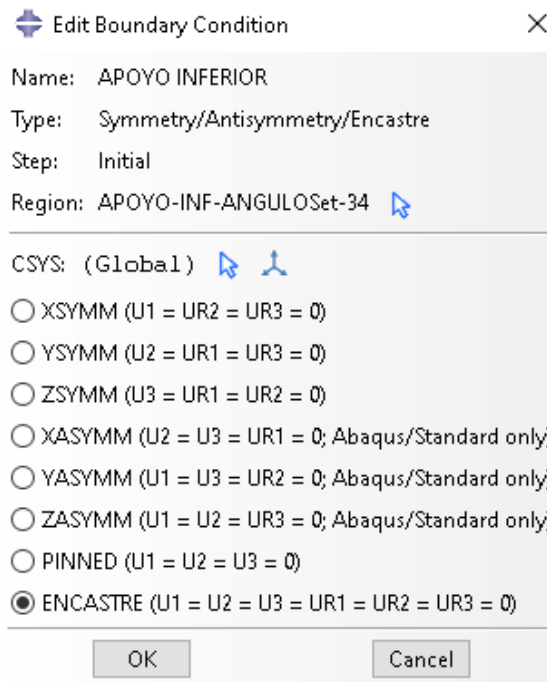 Edit Boundary Condition
Name: APOYO INFERIOR
Type: Symmetry/Antisymmetry/Encastre
Step: Initial
Region: APOYO-INF-ANGULOSet-34
CSYS: (Global)
XSYMM (U1 = UR2 = UR3 = 0)
YSYMM (U2 = UR1 = UR3 = 0)
ZSYMM (U3 = UR1 = UR2 = 0)
XASYMM (U2 = U3 = UR1 = 0; Abaqus/Standard only)
YASYMM (U1 = U3 = UR2 = 0; Abaqus/Standard only)
ZASYMM (U1 = U2 = UR3 = 0; Abaqus/Standard only)
PINNED (U1 = U2 = U3 = 0)
ENCASTRE (U1 = U2 = U3 = UR1 = UR2 = UR3 = 0)
OK Cancel